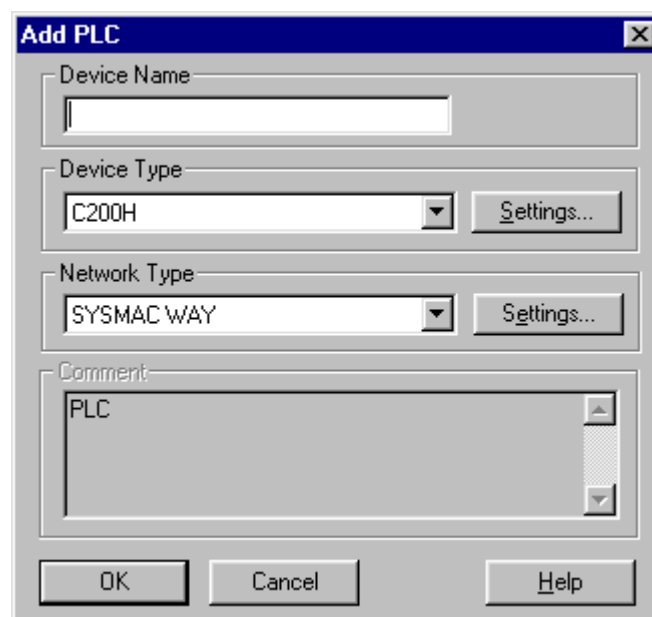 Add PLC
Device Name
Device Type
C200H
Settings...
Network Type
SYSMAC WAY
Settings...
Comment
PLC
OK
Cancel
Help